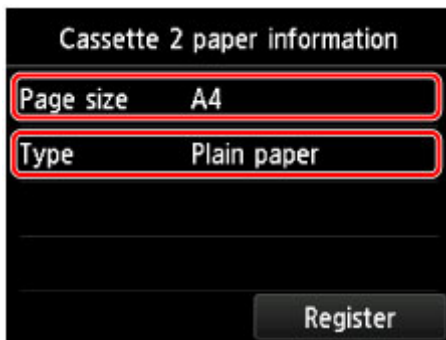 Cassette 2 paper information
Page size A4
Type Plain paper
Register